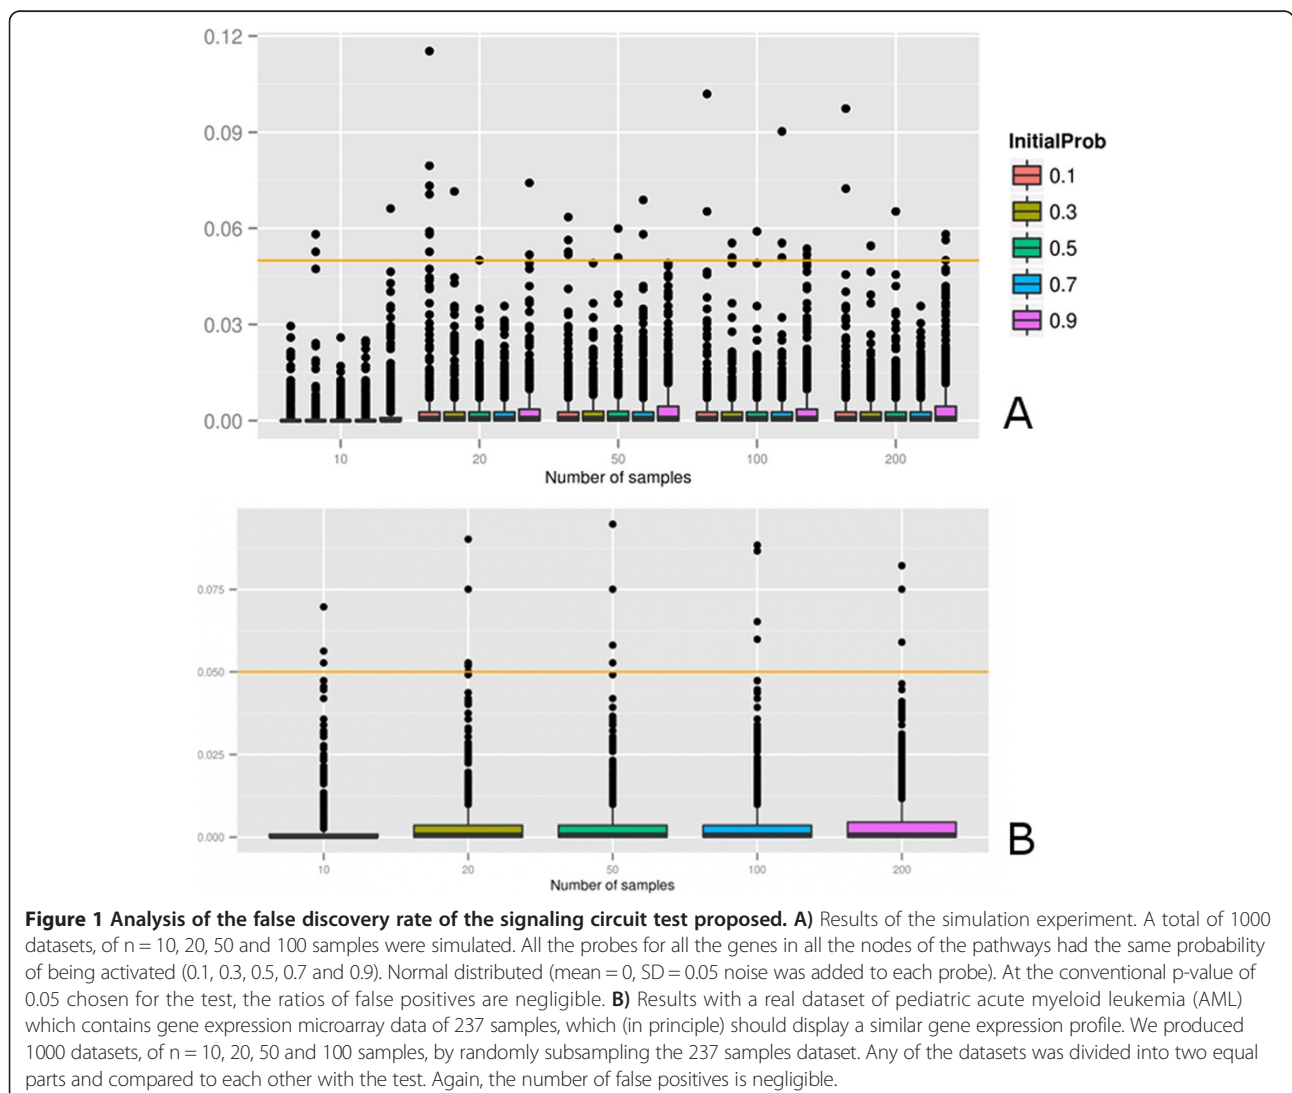 0.12
0.09
0.06
0.03
0.00
10 20 50 100 200
Number of samples
InitialProb
0.1
0.3
0.5
0.7
0.9
A
0.075
0.050
0.025
0.000
10 20 50 100 200
Number of samples
B
Figure 1 Analysis of the false discovery rate of the signaling circuit test proposed. A) Results of the simulation experiment. A total of 1000
datasets, of n = 10, 20, 50 and 100 samples were simulated. All the probes for all the genes in all the nodes of the pathways had the same probability
of being activated (0.1, 0.3, 0.5, 0.7 and 0.9). Normal distributed (mean = 0, SD = 0.05 noise was added to each probe). At the conventional p-value of
0.05 chosen for the test, the ratios of false positives are negligible. B) Results with a real dataset of pediatric acute myeloid leukemia (AML)
which contains gene expression microarray data of 237 samples, which (in principle) should display a similar gene expression profile. We produced
1000 datasets, of n = 10, 20, 50 and 100 samples, by randomly subsampling the 237 samples dataset. Any of the datasets was divided into two equal
parts and compared to each other with the test. Again, the number of false positives is negligible.